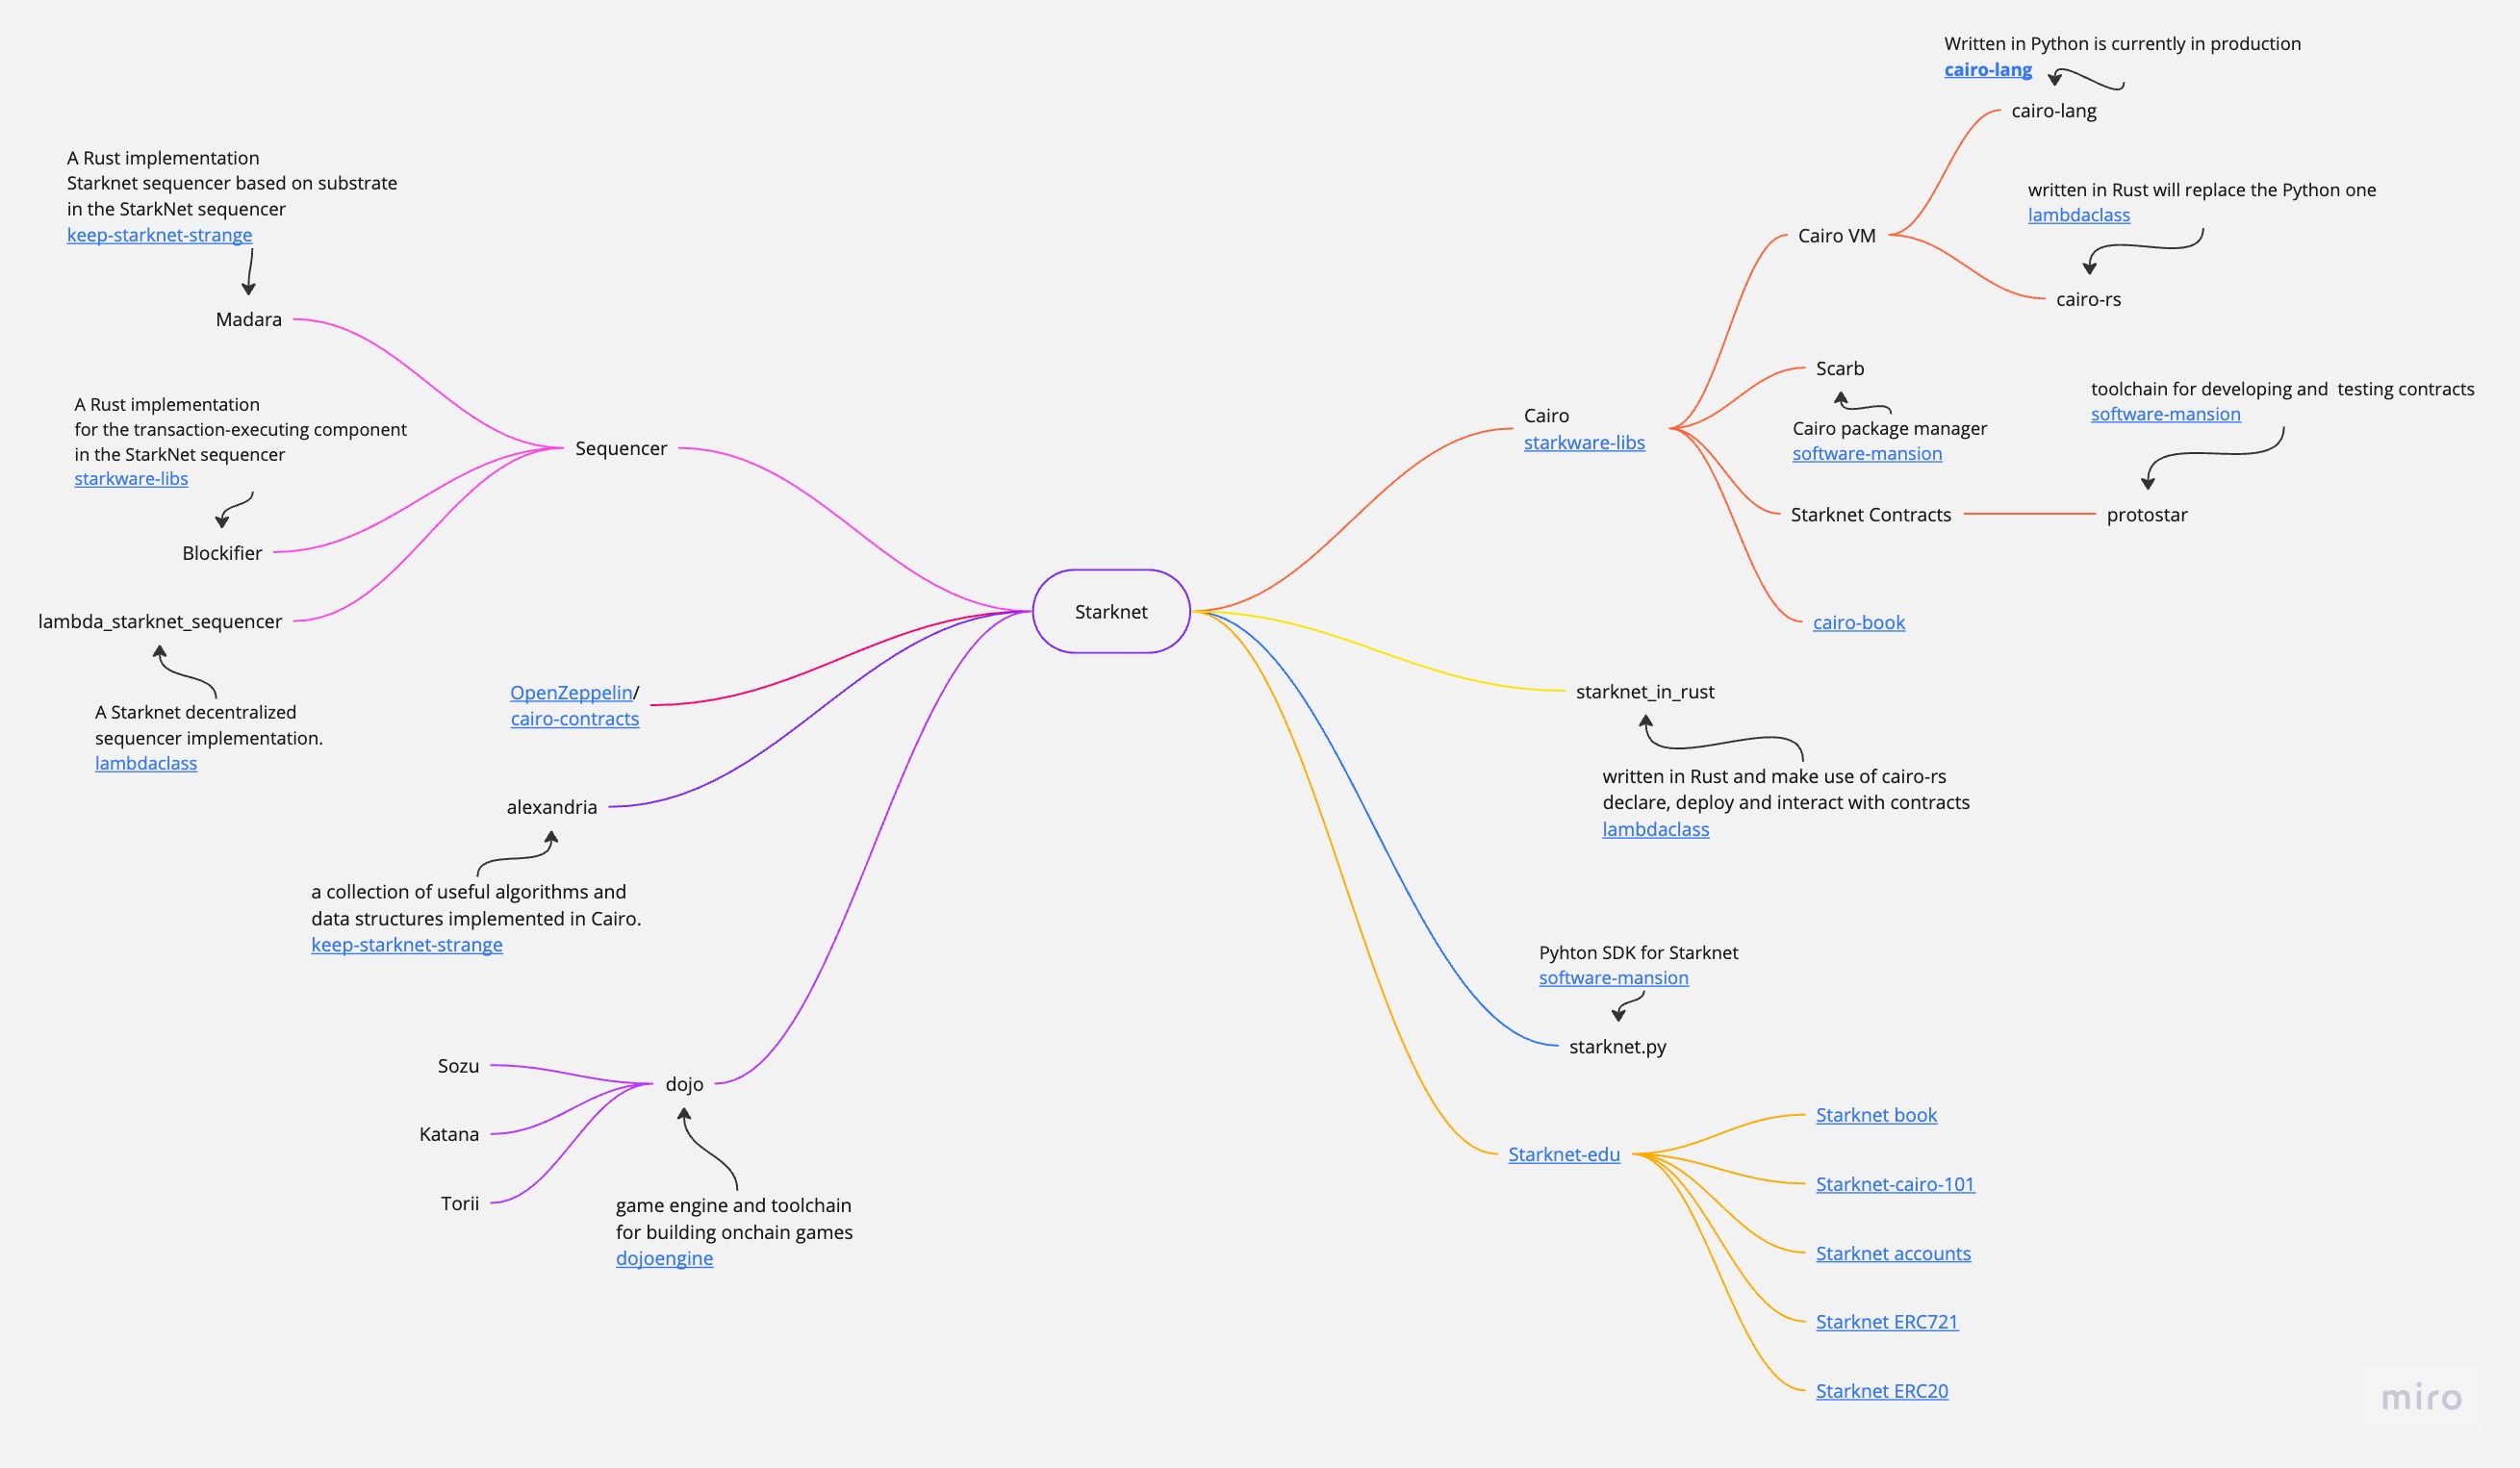 Written in Python is currently in production
cairo-lang
cairo-lang
written in Rust will replace the Python one
lambdaclass
cairo-rs
Cairo VM
Scarb
Cairo package manager
software-mansion
toolchain for developing and  testing contracts
software-mansion
protostar
Starknet Contracts
Cairo
starkware-libs
cairo-book
A Rust implementation
Starknet sequencer based on substrate
in the StarkNet sequencer
keep-starknet-strange
Madara
A Rust implementation
for the transaction-executing component
in the StarkNet sequencer
starkware-libs
Blockifier
Sequencer
lambda_starknet_sequencer
A Starknet decentralized
sequencer implementation.
lambdaclass
Starknet
OpenZeppelin/
cairo-contracts
alexandria
a collection of useful algorithms and
data structures implemented in Cairo.
keep-starknet-strange
starknet_in_rust
written in Rust and make use of cairo-rs
declare, deploy and interact with contracts
lambdaclass
Pyhton SDK for Starknet
software-mansion
starknet.py
Sozu
Katana
Torii
dojo
game engine and toolchain
for building onchain games
dojoengine
Starknet-edu
Starknet book
Starknet-cairo-101
Starknet accounts
Starknet ERC721
Starknet ERC20
miro